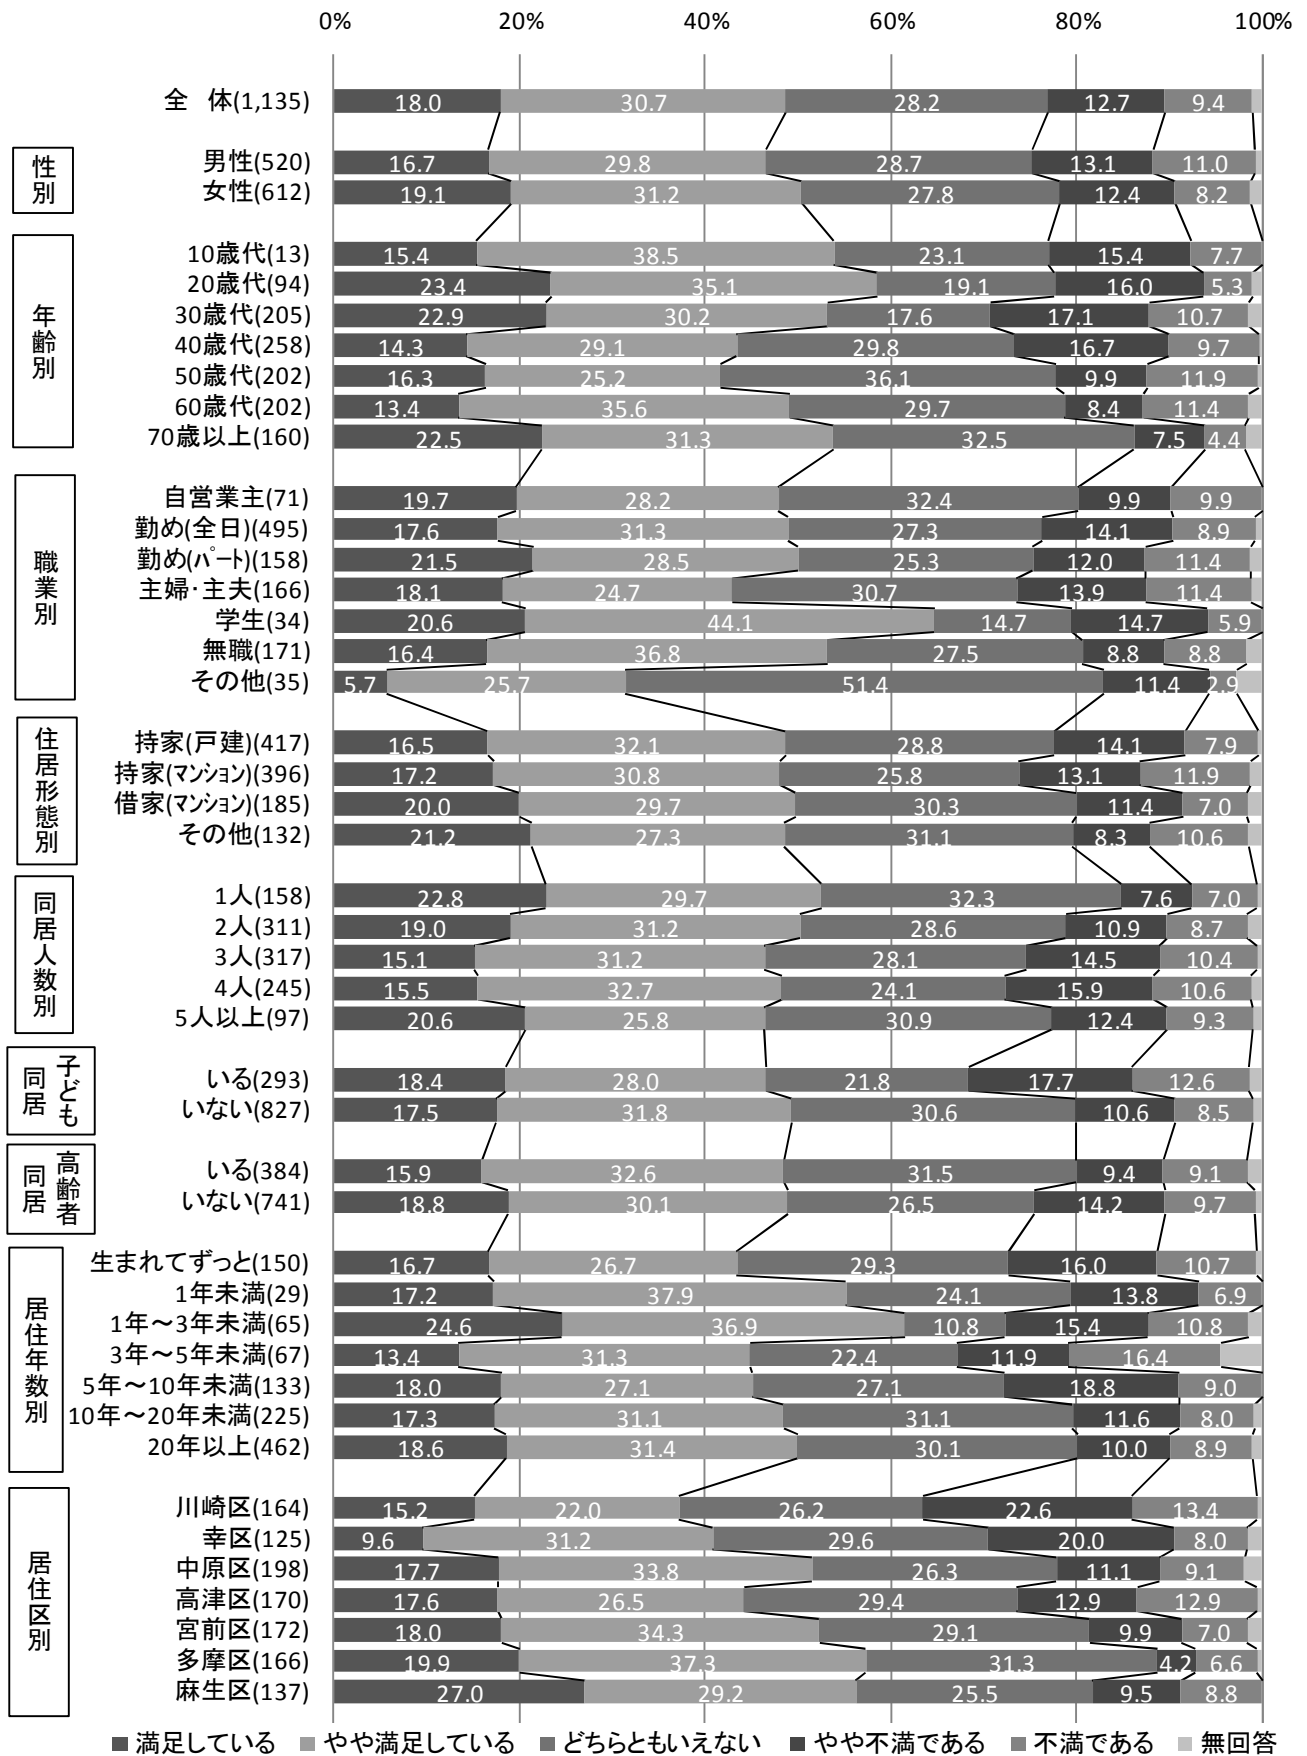 0% 20% 40% 60% 80% 100%
全 体(1,135) 18.0 30.7 28.2 12.7 9.4
性別
男性(520) 16.7 29.8 28.7 13.1 11.0
女性(612) 19.1 31.2 27.8 12.4 8.2
年齢別
10歳代(13) 15.4 38.5 23.1 15.4 7.7
20歳代(94) 23.4 35.1 19.1 16.0 5.3
30歳代(205) 22.9 30.2 17.6 17.1 10.7
40歳代(258) 14.3 29.1 29.8 16.7 9.7
50歳代(202) 16.3 25.2 36.1 9.9 11.9
60歳代(202) 13.4 35.6 29.7 8.4 11.4
70歳以上(160) 22.5 31.3 32.5 7.5 4.4
職業別
自営業主(71) 19.7 28.2 32.4 9.9 9.9
勤め(全日)(495) 17.6 31.3 27.3 14.1 8.9
勤め(ﾊﾟｰﾄ)(158) 21.5 28.5 25.3 12.0 11.4
主婦･主夫(166) 18.1 24.7 30.7 13.9 11.4
学生(34) 20.6 44.1 14.7 14.7 5.9
無職(171) 16.4 36.8 27.5 8.8 8.8
その他(35) 5.7 25.7 51.4 11.4 2.9
住居形態別
持家(戸建)(417) 16.5 32.1 28.8 14.1 7.9
持家(ﾏﾝｼｮﾝ)(396) 17.2 30.8 25.8 13.1 11.9
借家(ﾏﾝｼｮﾝ)(185) 20.0 29.7 30.3 11.4 7.0
その他(132) 21.2 27.3 31.1 8.3 10.6
同居人数別
1人(158) 22.8 29.7 32.3 7.6 7.0
2人(311) 19.0 31.2 28.6 10.9 8.7
3人(317) 15.1 31.2 28.1 14.5 10.4
4人(245) 15.5 32.7 24.1 15.9 10.6
5人以上(97) 20.6 25.8 30.9 12.4 9.3
子ども
同居
いる(293) 18.4 28.0 21.8 17.7 12.6
いない(827) 17.5 31.8 30.6 10.6 8.5
高齢者
同居
いる(384) 15.9 32.6 31.5 9.4 9.1
いない(741) 18.8 30.1 26.5 14.2 9.7
居住年数別
生まれてずっと(150) 16.7 26.7 29.3 16.0 10.7
1年未満(29) 17.2 37.9 24.1 13.8 6.9
1年～3年未満(65) 24.6 36.9 10.8 15.4 10.8
3年～5年未満(67) 13.4 31.3 22.4 11.9 16.4
5年～10年未満(133) 18.0 27.1 27.1 18.8 9.0
10年～20年未満(225) 17.3 31.1 31.1 11.6 8.0
20年以上(462) 18.6 31.4 30.1 10.0 8.9
居住区別
川崎区(164) 15.2 22.0 26.2 22.6 13.4
幸区(125) 9.6 31.2 29.6 20.0 8.0
中原区(198) 17.7 33.8 26.3 11.1 9.1
高津区(170) 17.6 26.5 29.4 12.9 12.9
宮前区(172) 18.0 34.3 29.1 9.9 7.0
多摩区(166) 19.9 37.3 31.3 4.2 6.6
麻生区(137) 27.0 29.2 25.5 9.5 8.8
満足している やや満足している どちらともいえない やや不満である 不満である 無回答